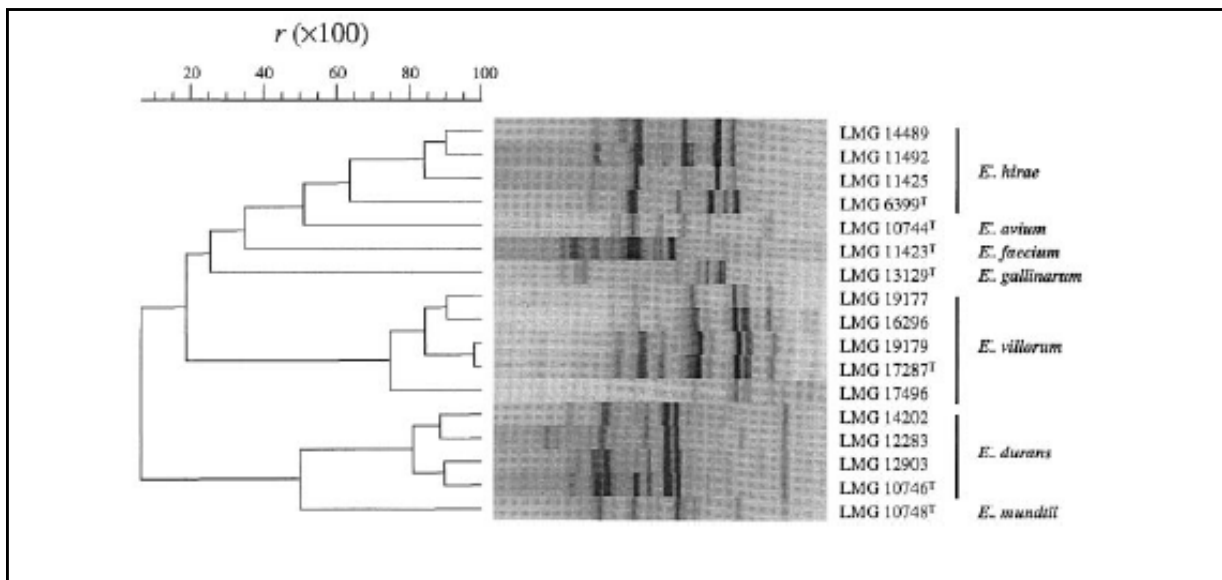 r (×100)
20 40 60 80 100
LMG 14489
LMG 11492
E. hirae
LMG 11425
LMG 6399ᵀ
LMG 10744ᵀ E. avium
LMG 11423ᵀ E. faecium
LMG 13129ᵀ E. gallinarum
LMG 19177
LMG 16296
LMG 19179 E. villorum
LMG 17287ᵀ
LMG 17496
LMG 14202
LMG 12283
E. durans
LMG 12903
LMG 10746ᵀ
LMG 10748ᵀ E. mundtii